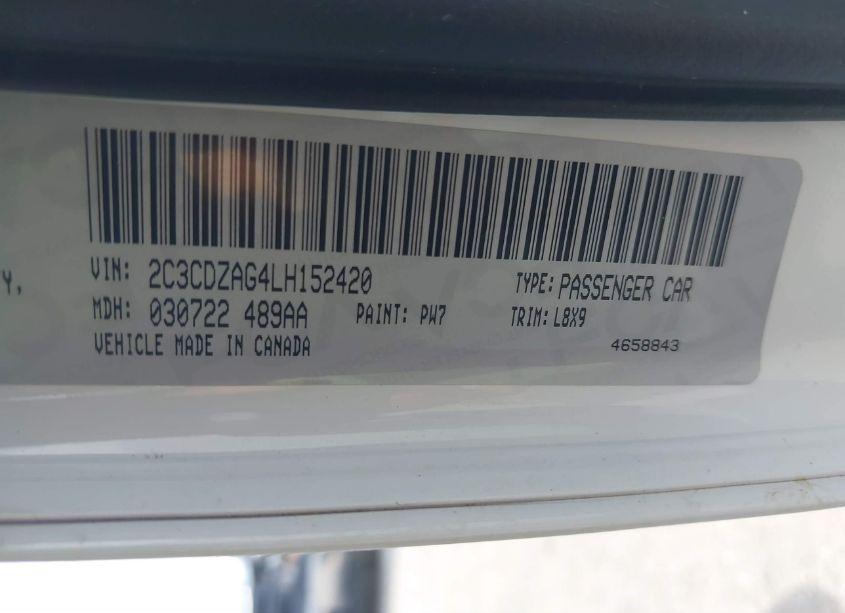 Y,
VIN: 2C3CDZAG4LH152420 TYPE: PASSENGER CAR
MDH: 030722 489AA PAINT: PW7 TRIM: L8X9
VEHICLE MADE IN CANADA 4658843